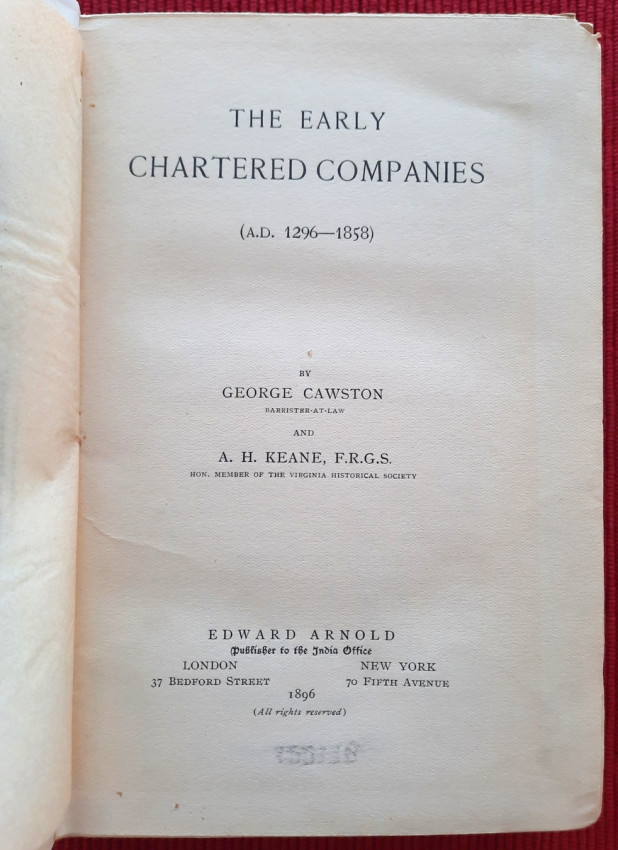 THE EARLY
CHARTERED COMPANIES
(A.D. 1296—1858)
BY
GEORGE CAWSTON
BARRISTER-AT-LAW
AND
A. H. KEANE, F.R.G.S.
HON. MEMBER OF THE VIRGINIA HISTORICAL SOCIETY
EDWARD ARNOLD
Publisher to the India Office
LONDON NEW YORK
37 BEDFORD STREET 70 FIFTH AVENUE
1896
(All rights reserved)